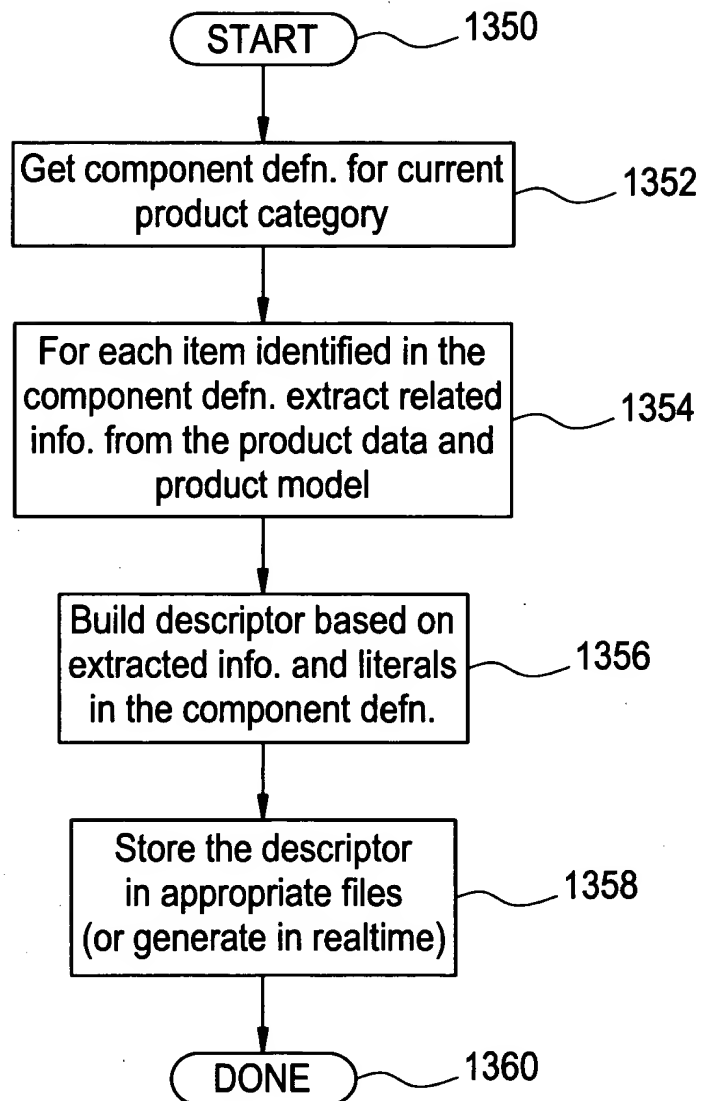 START
1350
Get component defn. for current
product category
1352
For each item identified in the
component defn. extract related
info. from the product data and
product model
1354
Build descriptor based on
extracted info. and literals
in the component defn.
1356
Store the descriptor
in appropriate files
(or generate in realtime)
1358
DONE
1360